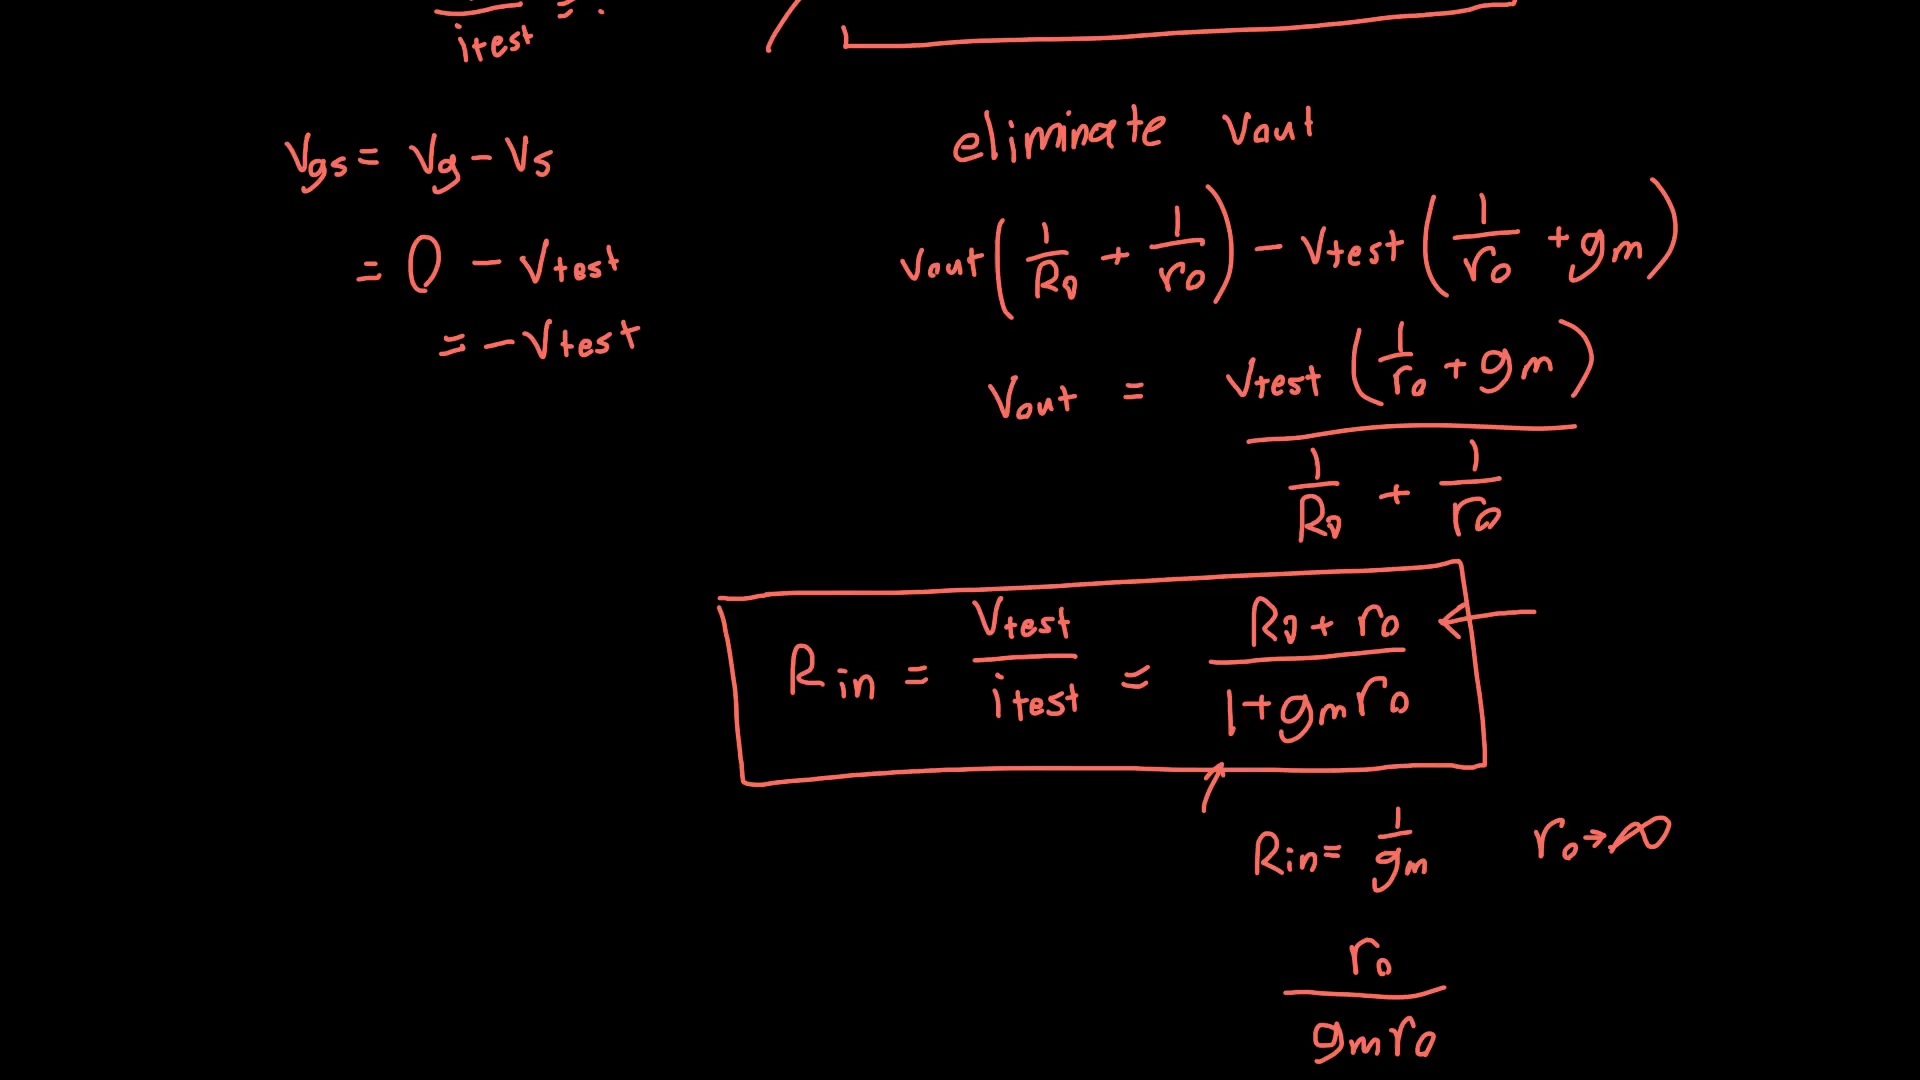 itest = ?
Vgs = Vg - Vs
= 0 - Vtest
= - Vtest
eliminate Vout
Vout (1/RD + 1/ro) - Vtest (1/ro + gm)
Vout = Vtest (1/ro + gm) / (1/RD + 1/ro)
Rin = Vtest/itest = (RD + ro)/(1 + gmro)
Rin = 1/gm ro → ∞
ro/gmro